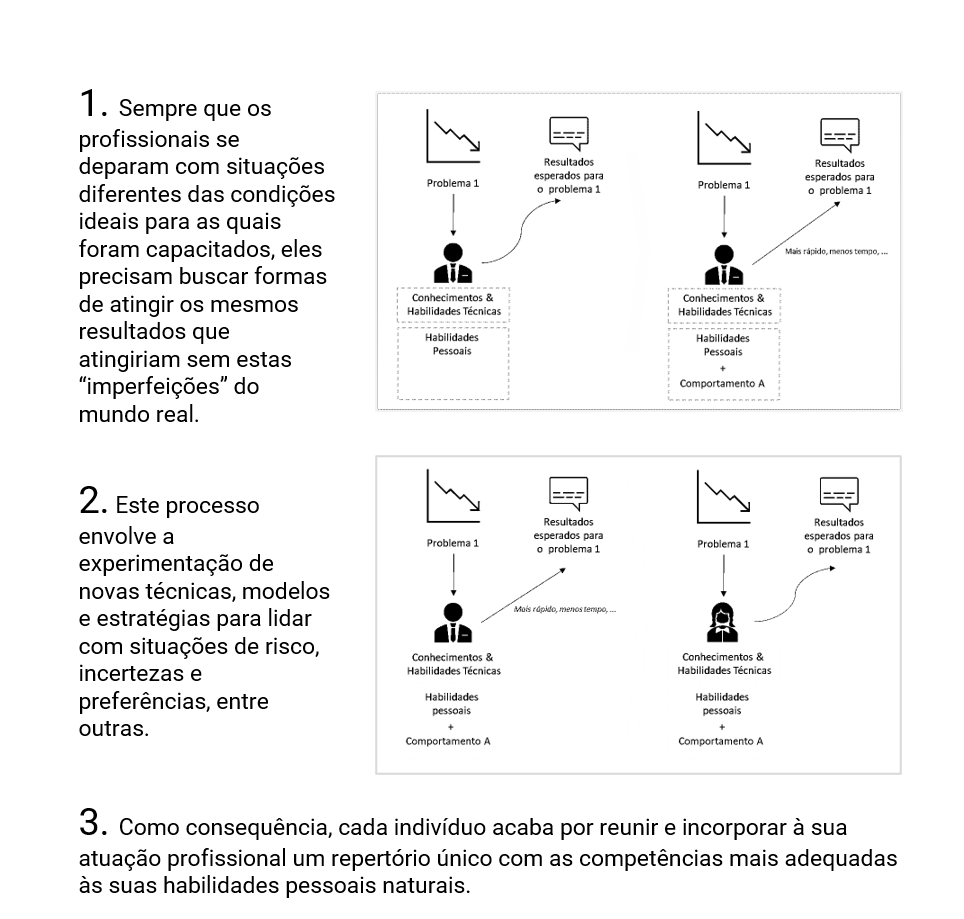 1. Sempre que os
profissionais se
deparam com situações
diferentes das condições
ideais para as quais
foram capacitados, eles
precisam buscar formas
de atingir os mesmos
resultados que
atingiriam sem estas
“imperfeições” do
mundo real.
Problema 1
Resultados
esperados para
o problema 1
Conhecimentos &
Habilidades Técnicas
Habilidades
Pessoais
Problema 1
Resultados
esperados para
o problema 1
Mais rápido, menos tempo, ...
Conhecimentos &
Habilidades Técnicas
Habilidades
Pessoais
+
Comportamento A
2. Este processo
envolve a
experimentação de
novas técnicas, modelos
e estratégias para lidar
com situações de risco,
incertezas e
preferências, entre
outras.
Problema 1
Resultados
esperados para
o problema 1
Mais rápido, menos tempo, ...
Conhecimentos &
Habilidades Técnicas
Habilidades
pessoais
+
Comportamento A
Problema 1
Resultados
esperados para
o problema 1
Conhecimentos &
Habilidades Técnicas
Habilidades
pessoais
+
Comportamento A
3. Como consequência, cada indivíduo acaba por reunir e incorporar à sua
atuação profissional um repertório único com as competências mais adequadas
às suas habilidades pessoais naturais.